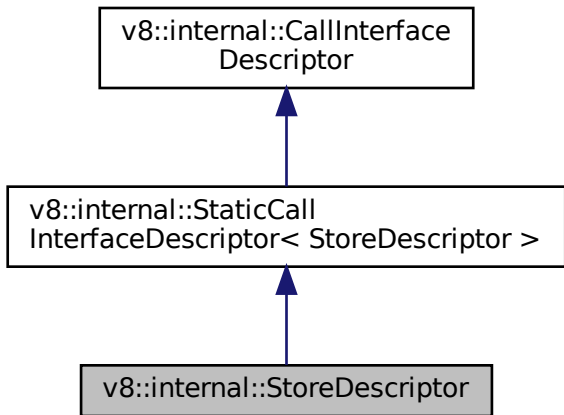 v8::internal::CallInterface
Descriptor
v8::internal::StaticCall
InterfaceDescriptor< StoreDescriptor >
v8::internal::StoreDescriptor